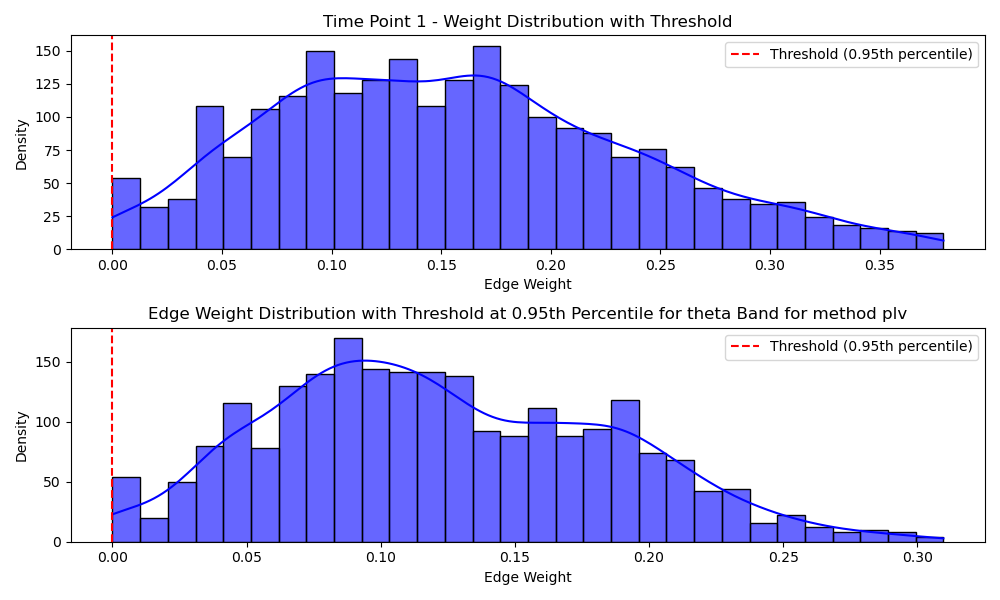 Time Point 1 - Weight Distribution with Threshold
Threshold (0.95th percentile)
Density
150
125
100
75
50
25
0
0.00 0.05 0.10 0.15 0.20 0.25 0.30 0.35
Edge Weight
Edge Weight Distribution with Threshold at 0.95th Percentile for theta Band for method plv
Threshold (0.95th percentile)
Density
150
100
50
0
0.00 0.05 0.10 0.15 0.20 0.25 0.30
Edge Weight